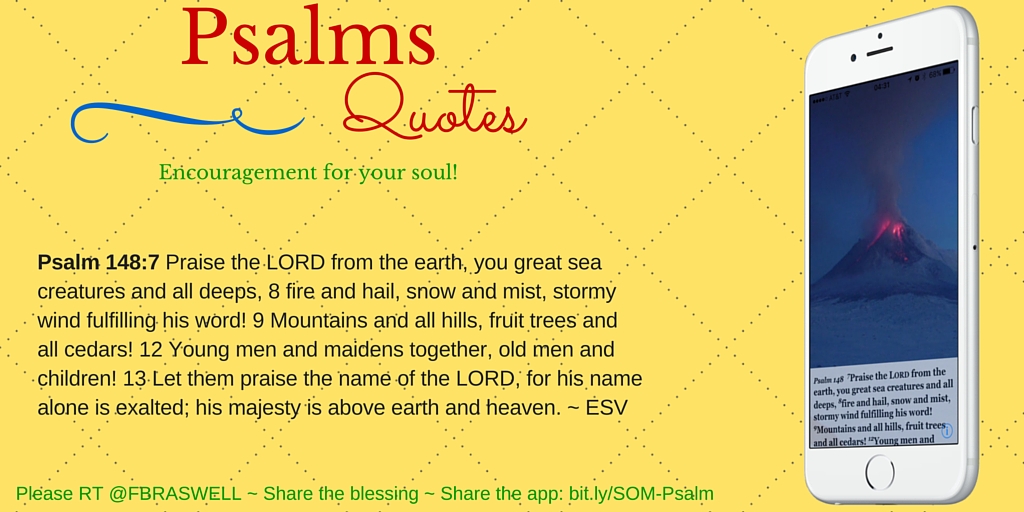 Psalms
Quotes
Encouragement for your soul!
Psalm 148:7 Praise the LORD from the earth, you great sea
creatures and all deeps, 8 fire and hail, snow and mist, stormy
wind fulfilling his word! 9 Mountains and all hills, fruit trees and
all cedars! 12 Young men and maidens together, old men and
children! 13 Let them praise the name of the LORD, for his name
alone is exalted; his majesty is above earth and heaven. ~ ESV
Please RT @FBRASWELL ~ Share the blessing ~ Share the app: bit.ly/SOM-Psalm
AT&T 04:21 88%
Psalm 148 7Praise the LORD from the
earth, you great sea creatures and all
deeps, 8fire and hail, snow and mist,
stormy wind fulfilling his word!
9Mountains and all hills, fruit trees
and all cedars! 12Young men and